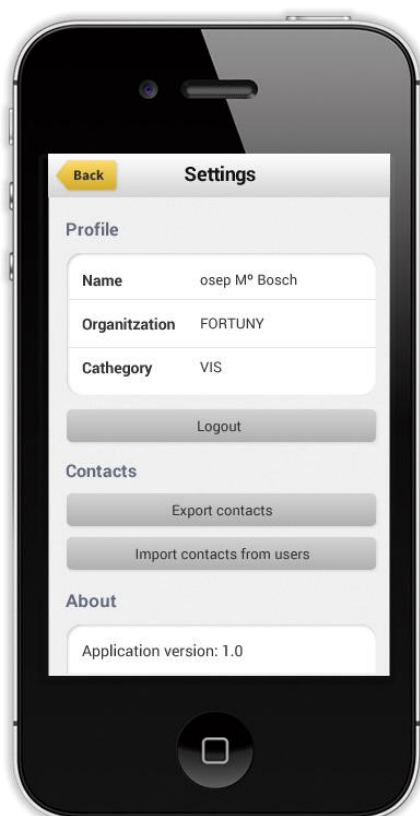 Back Settings
Profile
Name osep Mº Bosch
Organitzation FORTUNY
Cathegory VIS
Logout
Contacts
Export contacts
Import contacts from users
About
Application version: 1.0